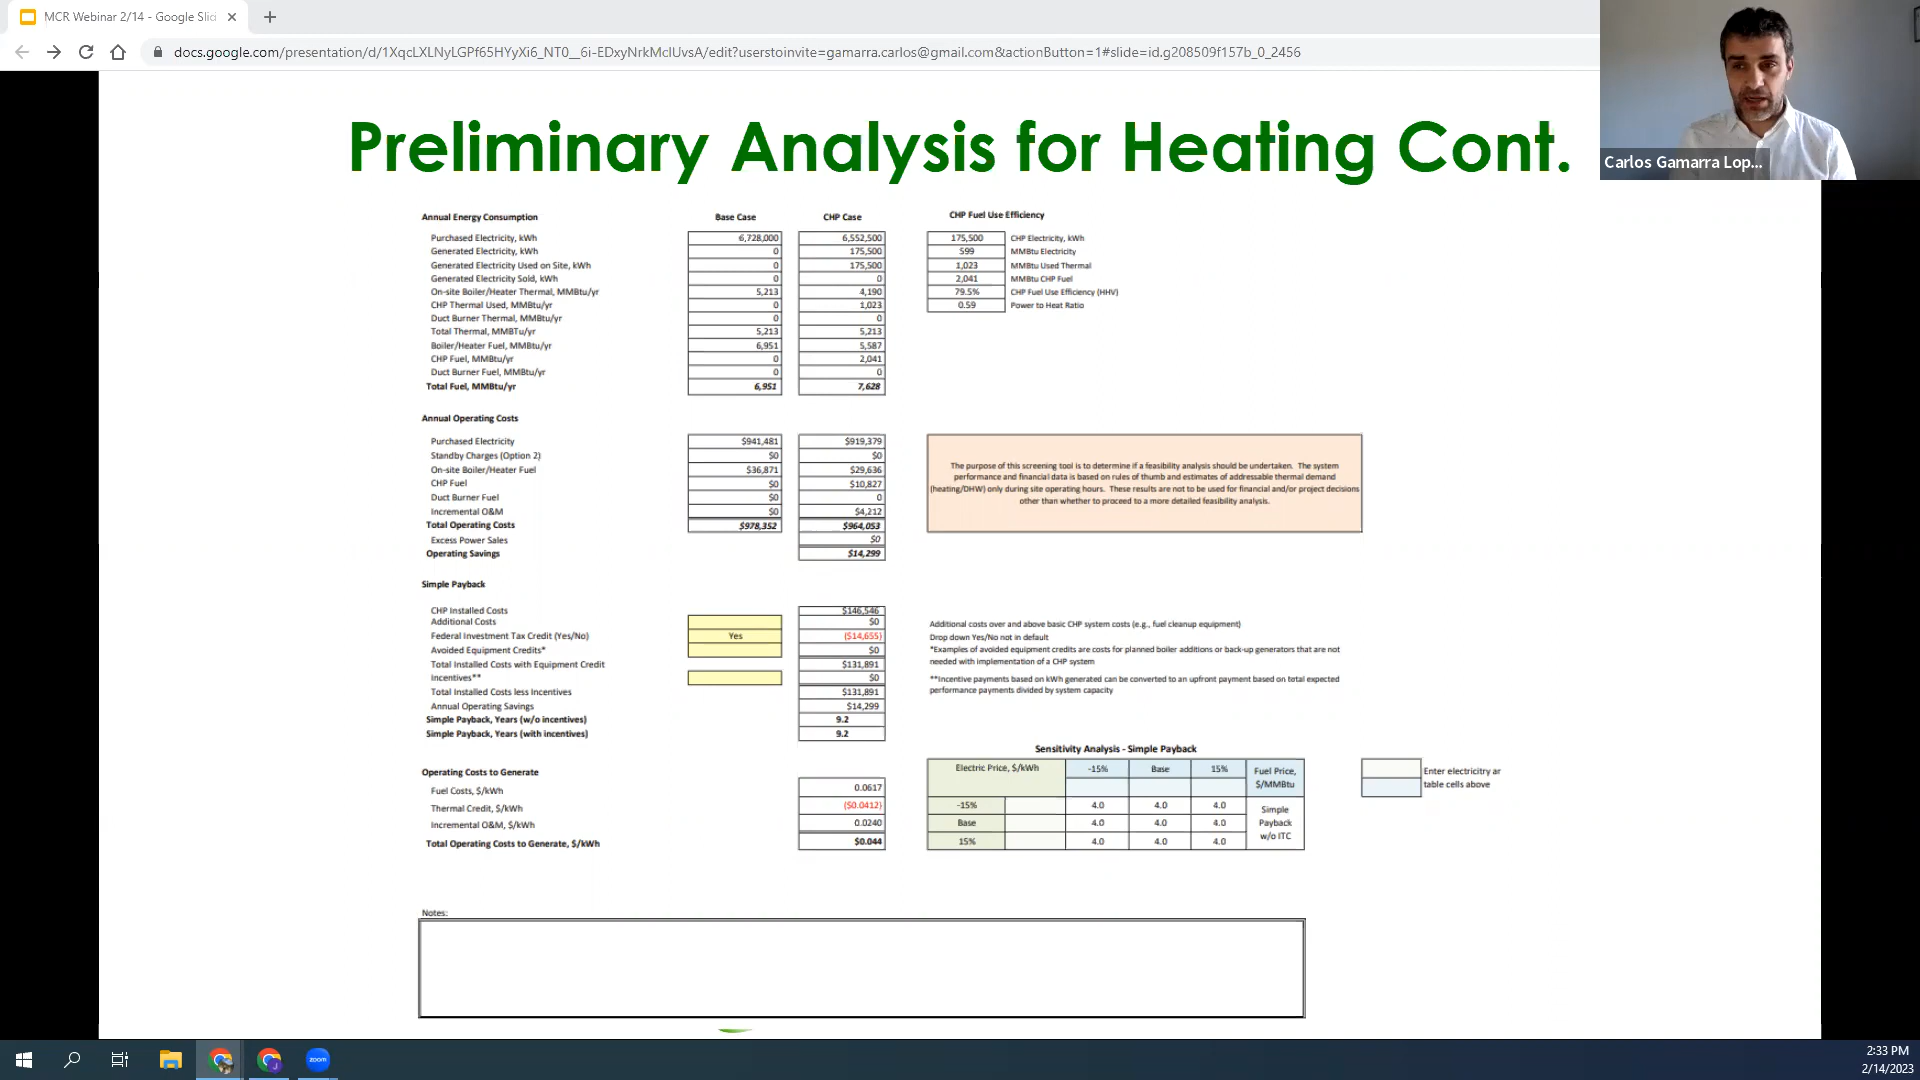 MCR Webinar 2/14 - Google Slid
docs.google.com/presentation/d/1XqcLXLNyLGPf65HYyXi6_NT0__6i-EDxyNrkMclUvsA/edit?userstoinvite=gamarra.carlos@gmail.com&actionButton=1#slide=id.g208509f157b_0_2456
Carlos Gamarra Lop...
Preliminary Analysis for Heating Cont.
Annual Energy Consumption Base Case CHP Case CHP Fuel Use Efficiency
Purchased Electricity, kWh 6,728,000 6,552,500 175,500 CHP Electricity, kWh
Generated Electricity, kWh 0 175,500 599 MMBtu Electricity
Generated Electricity Used on Site, kWh 0 175,500 1,023 MMBtu Used Thermal
Generated Electricity Sold, kWh 0 0 2,041 MMBtu CHP Fuel
On-site Boiler/Heater Thermal, MMBtu/yr 5,213 4,190 79.5% CHP Fuel Use Efficiency (HHV)
CHP Thermal Used, MMBtu/yr 0 1,023 0.59 Power to Heat Ratio
Duct Burner Thermal, MMBtu/yr 0 0
Total Thermal, MMBTu/yr 5,213 5,213
Boiler/Heater Fuel, MMBtu/yr 6,951 5,587
CHP Fuel, MMBtu/yr 0 2,041
Duct Burner Fuel, MMBtu/yr 0 0
Total Fuel, MMBtu/yr 6,951 7,628
Annual Operating Costs
Purchased Electricity $941,481 $919,379
Standby Charges (Option 2) $0 $0
On-site Boiler/Heater Fuel $36,871 $29,636
CHP Fuel $0 $10,827
Duct Burner Fuel $0 0
Incremental O&M $0 $4,212
Total Operating Costs $978,352 $964,053
Excess Power Sales $0
Operating Savings $14,299
The purpose of this screening tool is to determine if a feasibility analysis should be undertaken. The system
performance and financial data is based on rules of thumb and estimates of addressable thermal demand
(heating/DHW) only during site operating hours. These results are not to be used for financial and/or project decisions
other than whether to proceed to a more detailed feasibility analysis.
Simple Payback
CHP Installed Costs $146,546
Additional Costs $0 Additional costs over and above basic CHP system costs (e.g., fuel cleanup equipment)
Federal Investment Tax Credit (Yes/No) Yes ($14,655) Drop down Yes/No not in default
Avoided Equipment Credits* $0 *Examples of avoided equipment credits are costs for planned boiler additions or back-up generators that are not
Total Installed Costs with Equipment Credit $131,891 needed with implementation of a CHP system
Incentives** $0 **Incentive payments based on kWh generated can be converted to an upfront payment based on total expected
Total Installed Costs less Incentives $131,891 performance payments divided by system capacity
Annual Operating Savings $14,299
Simple Payback, Years (w/o incentives) 9.2
Simple Payback, Years (with incentives) 9.2
Sensitivity Analysis - Simple Payback
Electric Price, $/kWh -15% Base 15% Fuel Price,
$/MMBtu
-15% 4.0 4.0 4.0 Simple
Base 4.0 4.0 4.0 Payback
15% 4.0 4.0 4.0 w/o ITC
Enter electricitry ar
table cells above
Operating Costs to Generate
Fuel Costs, $/kWh 0.0617
Thermal Credit, $/kWh ($0.0412)
Incremental O&M, $/kWh 0.0240
Total Operating Costs to Generate, $/kWh $0.044
Notes:
zoom
2:33 PM
2/14/2023